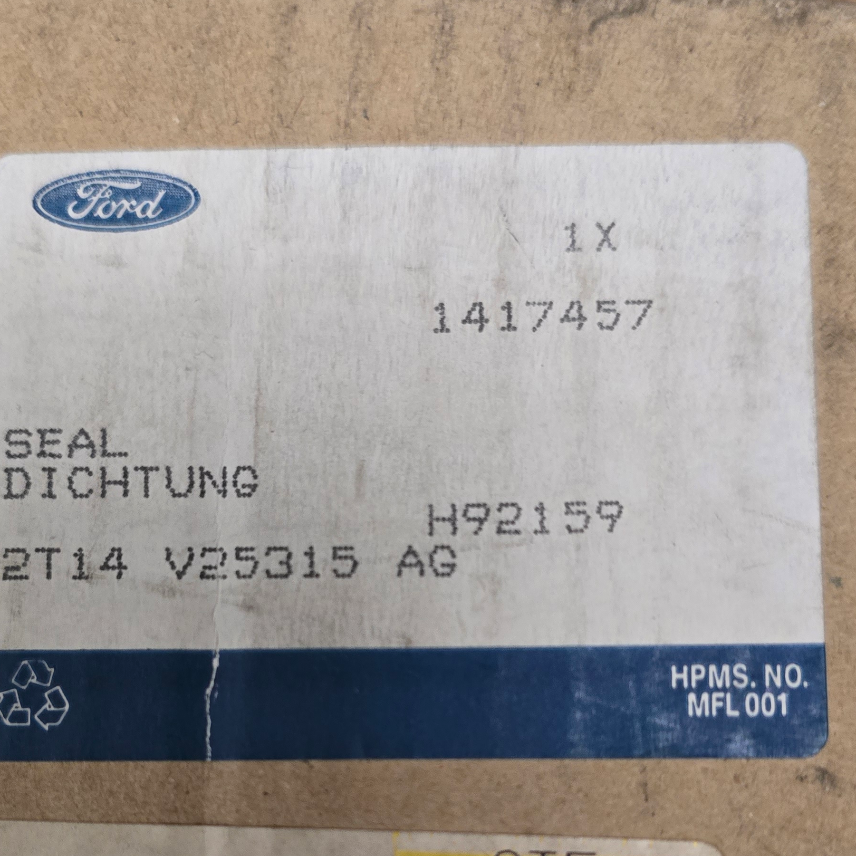 Ford
1X
1417457
SEAL
DICHTUNG
H92159
2T14 V25315 AG
HPMS. NO.
MFL 001